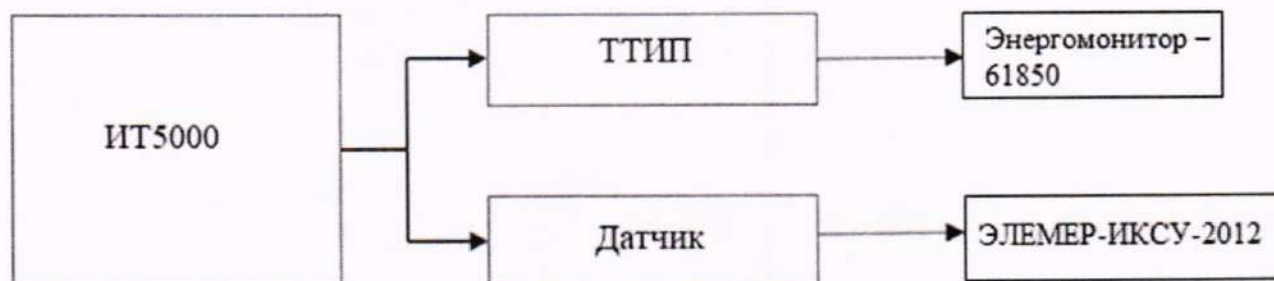 ТТИП
Энергомонитор –
61850
ИТ5000
Датчик
ЭЛЕМЕР-ИКСУ-2012